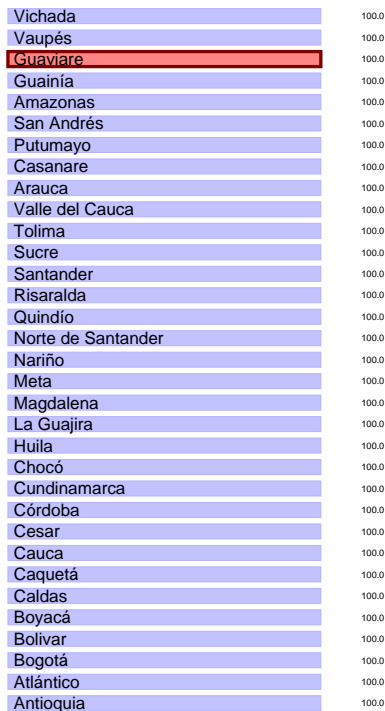 Vichada 100.0
Vaupés 100.0
Guaviare 100.0
Guainía 100.0
Amazonas 100.0
San Andrés 100.0
Putumayo 100.0
Casanare 100.0
Arauca 100.0
Valle del Cauca 100.0
Tolima 100.0
Sucre 100.0
Santander 100.0
Risaralda 100.0
Quindío 100.0
Norte de Santander 100.0
Nariño 100.0
Meta 100.0
Magdalena 100.0
La Guajira 100.0
Huila 100.0
Chocó 100.0
Cundinamarca 100.0
Córdoba 100.0
Cesar 100.0
Cauca 100.0
Caquetá 100.0
Caldas 100.0
Boyacá 100.0
Bolivar 100.0
Bogotá 100.0
Atlántico 100.0
Antioquia 100.0